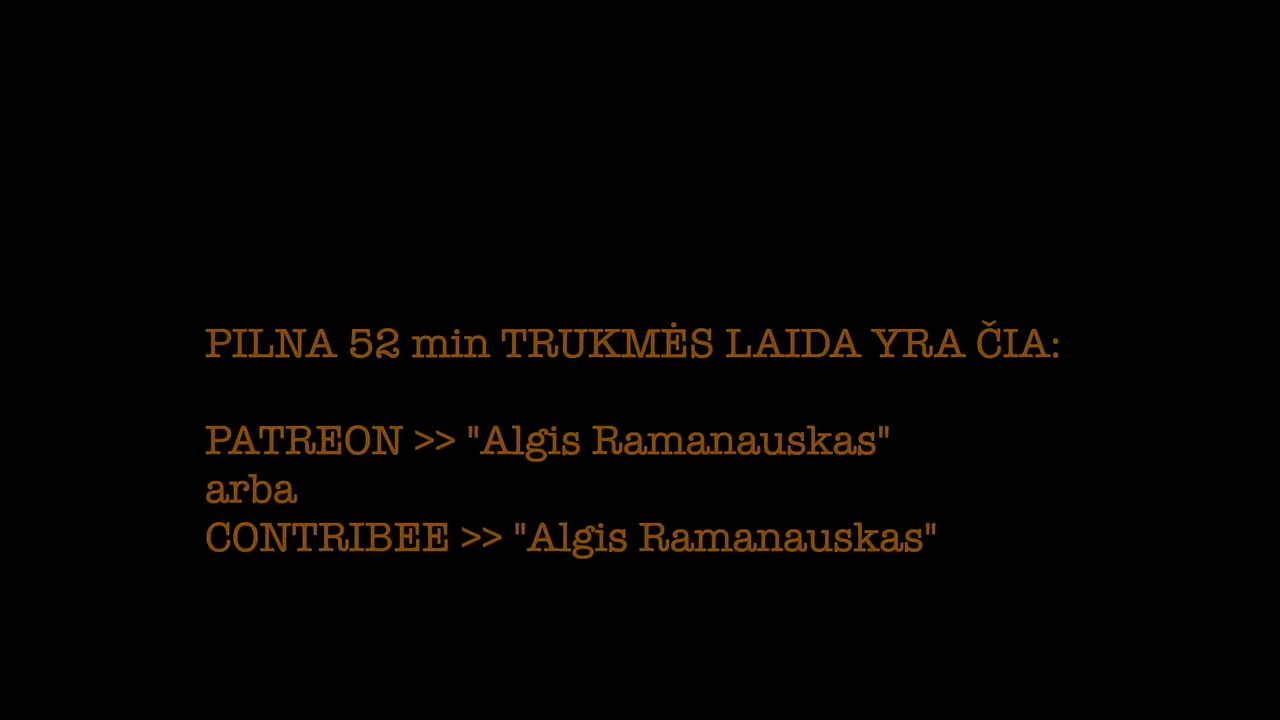 PILNA 52 min TRUKMĖS LAIDA YRA ČIA:
PATREON >> "Algis Ramanauskas"
arba
CONTRIBEE >> "Algis Ramanauskas"